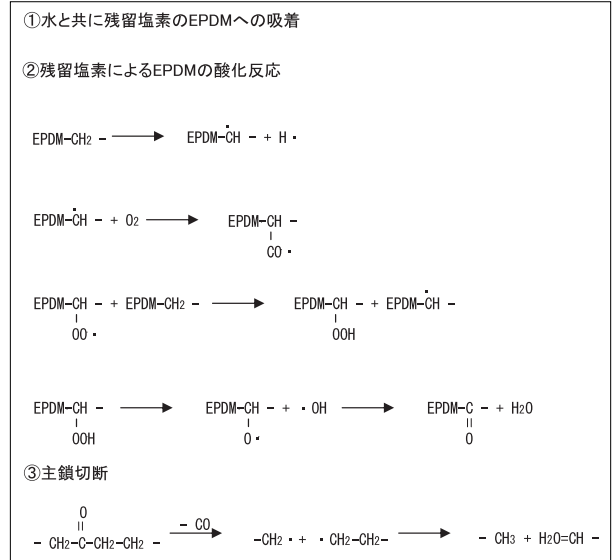 ①水と共に残留塩素のEPDMへの吸着
②残留塩素によるEPDMの酸化反応
EPDM-CH2 - ⟶ EPDM-ĊH - + H・
EPDM-ĊH - + O2 ⟶ EPDM-CH -
CO・
EPDM-CH - + EPDM-CH2 - ⟶ EPDM-CH - + EPDM-ĊH -
OO・ OOH
EPDM-CH - ⟶ EPDM-CH - + ・OH ⟶ EPDM-C - + H2O
OOH O・ O
③主鎖切断
O
- CH2-C-CH2-CH2 - - CO ⟶ -CH2・ + ・CH2-CH2- ⟶ - CH3 + H2O=CH -